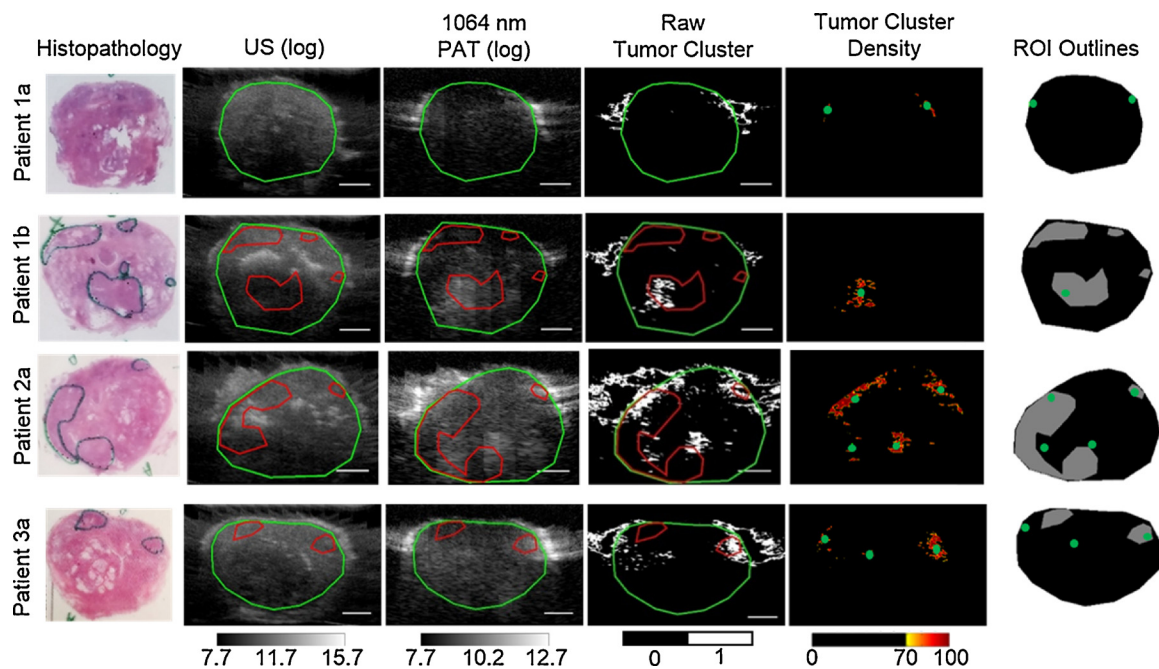 Histopathology
US (log)
1064 nm
PAT (log)
Raw
Tumor Cluster
Tumor Cluster
Density
ROI Outlines
Patient 1a
Patient 1b
Patient 2a
Patient 3a
7.7 11.7 15.7
7.7 10.2 12.7
0 1
0 70 100